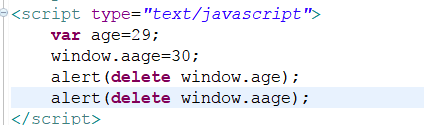 <script type="text/javascript">
var age=29;
window.aage=30;
alert(delete window.age);
alert(delete window.aage);
</script>